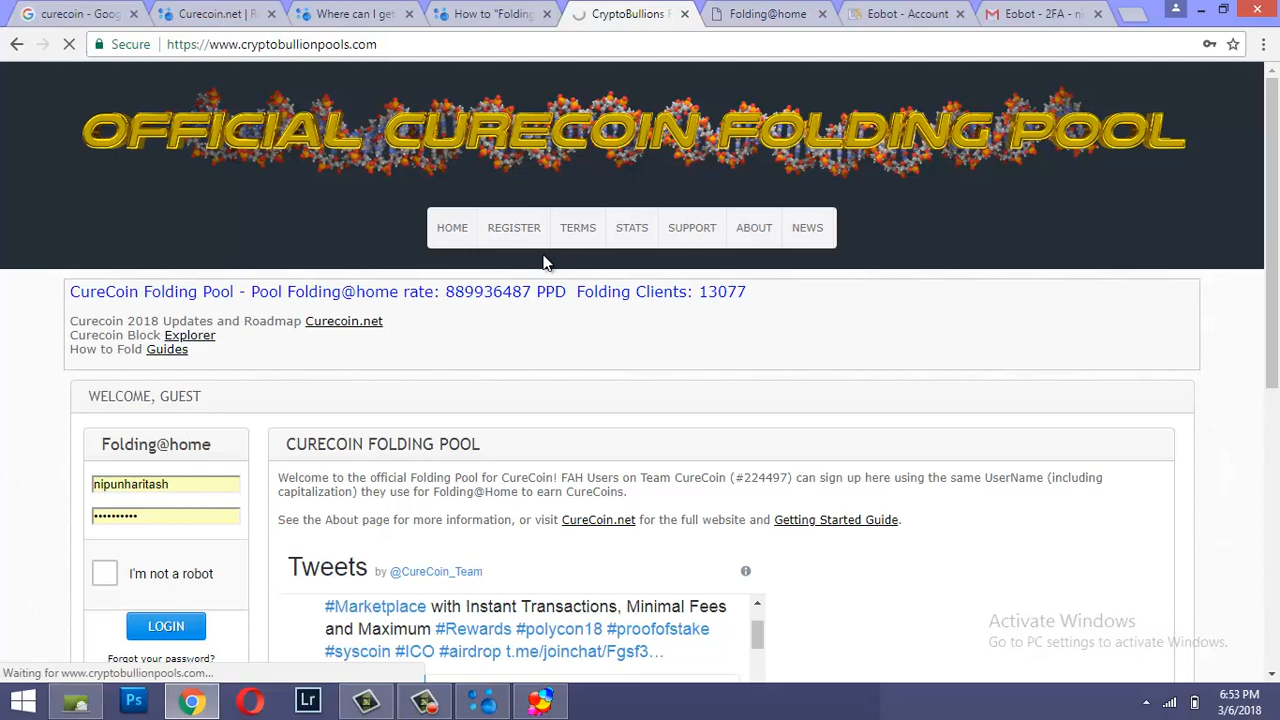 curecoin - Goog
Curecoin.net | R
Where can I get
How to "Folding
CryptoBullions F
Folding@home
Eobot - Account
Eobot - 2FA - ni
Secure https://www.cryptobullionpools.com
OFFICIAL CURECOIN FOLDING POOL
HOME REGISTER TERMS STATS SUPPORT ABOUT NEWS
CureCoin Folding Pool - Pool Folding@home rate: 889936487 PPD Folding Clients: 13077
Curecoin 2018 Updates and Roadmap Curecoin.net
Curecoin Block Explorer
How to Fold Guides
WELCOME, GUEST
Folding@home
nipunharitash
••••••••••
I'm not a robot
LOGIN
Forgot your password?
CURECOIN FOLDING POOL
Welcome to the official Folding Pool for CureCoin! FAH Users on Team CureCoin (#224497) can sign up here using the same UserName (including
capitalization) they use for Folding@Home to earn CureCoins.
See the About page for more information, or visit CureCoin.net for the full website and Getting Started Guide.
Tweets by @CureCoin_Team
#Marketplace with Instant Transactions, Minimal Fees
and Maximum #Rewards #polycon18 #proofofstake
#syscoin #ICO #airdrop t.me/joinchat/Fgsf3…
Activate Windows
Go to PC settings to activate Windows.
Waiting for www.cryptobullionpools.com...
Ps
Lr
6:53 PM
3/6/2018